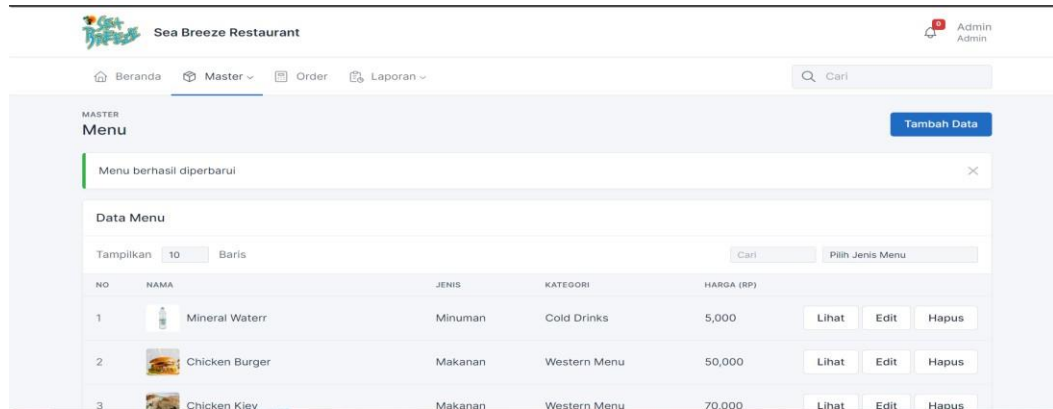 Sea Breeze
Sea Breeze Restaurant
0
Admin
Admin
Beranda Master Order Laporan Cari
MASTER
Menu
Tambah Data
Menu berhasil diperbarui
Data Menu
Tampilkan 10 Baris Cari Pilih Jenis Menu
NO NAMA JENIS KATEGORI HARGA (RP)
1 Mineral Waterr Minuman Cold Drinks 5,000 Lihat Edit Hapus
2 Chicken Burger Makanan Western Menu 50,000 Lihat Edit Hapus
3 Chicken Kiev Makanan Western Menu 70,000 Lihat Edit Hapus